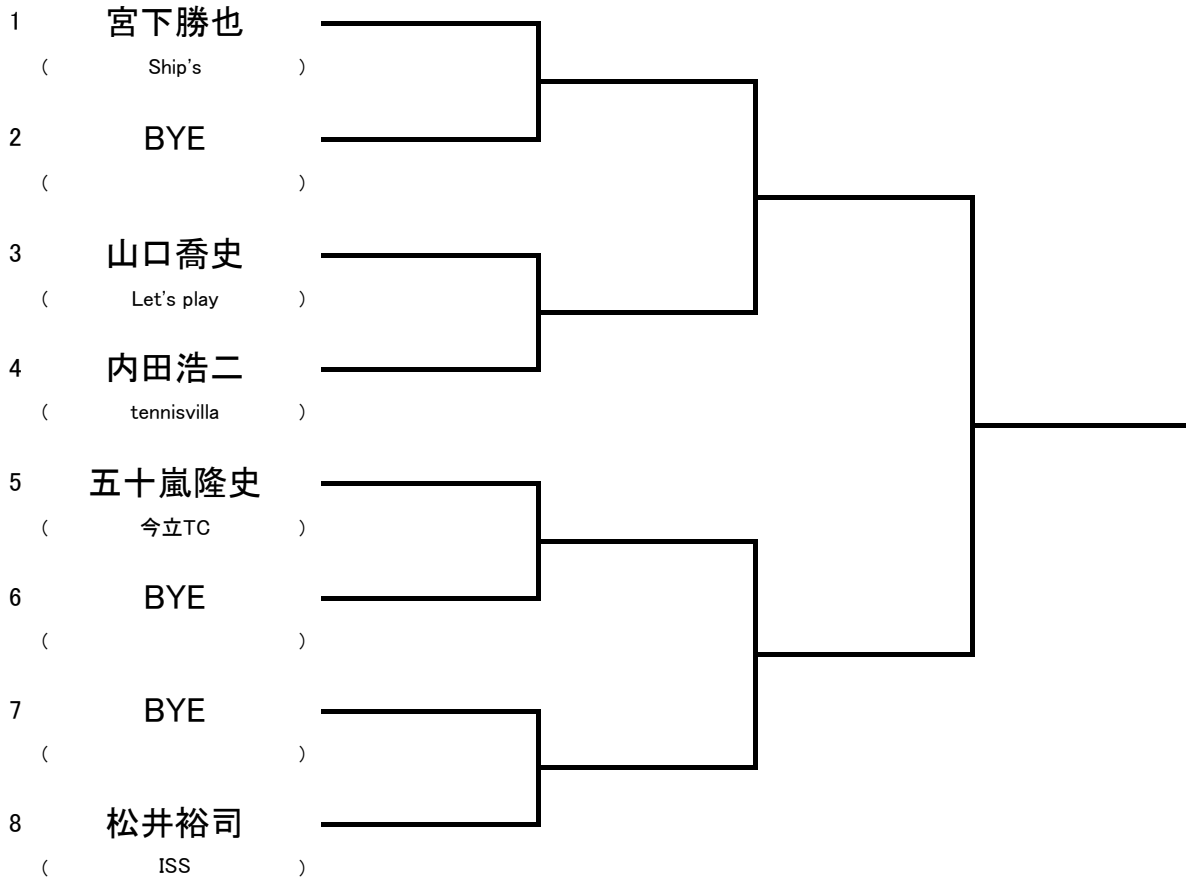 1 宮下勝也
( Ship's )
2 BYE
( )
3 山口喬史
( Let's play )
4 内田浩二
( tennisvilla )
5 五十嵐隆史
( 今立TC )
6 BYE
( )
7 BYE
( )
8 松井裕司
( ISS )